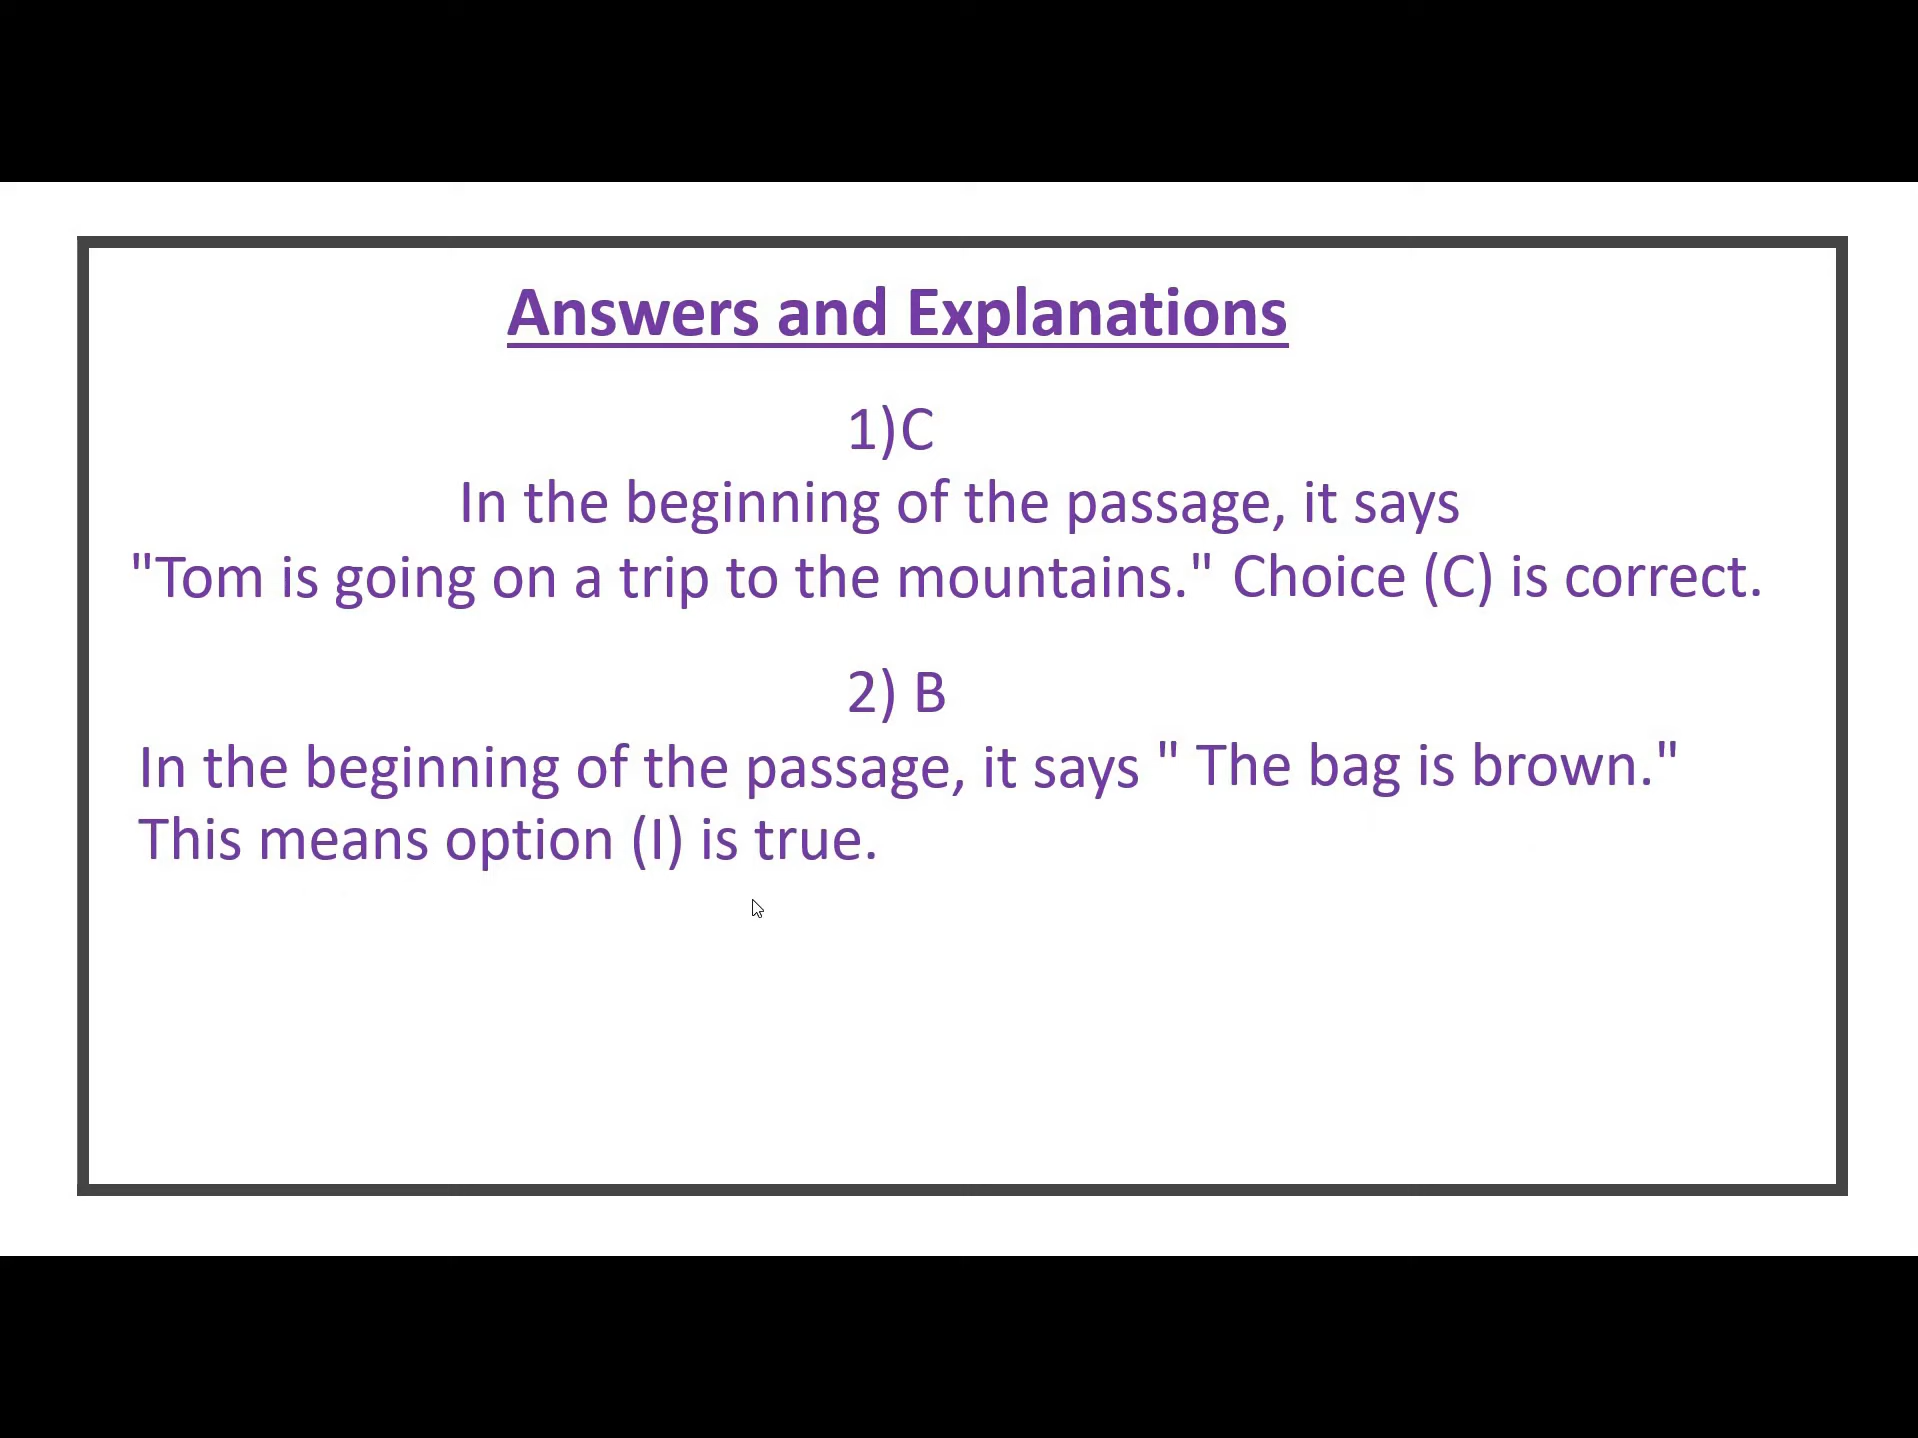 Answers and Explanations
1)C
In the beginning of the passage, it says
"Tom is going on a trip to the mountains." Choice (C) is correct.
2) B
In the beginning of the passage, it says " The bag is brown."
This means option (I) is true.